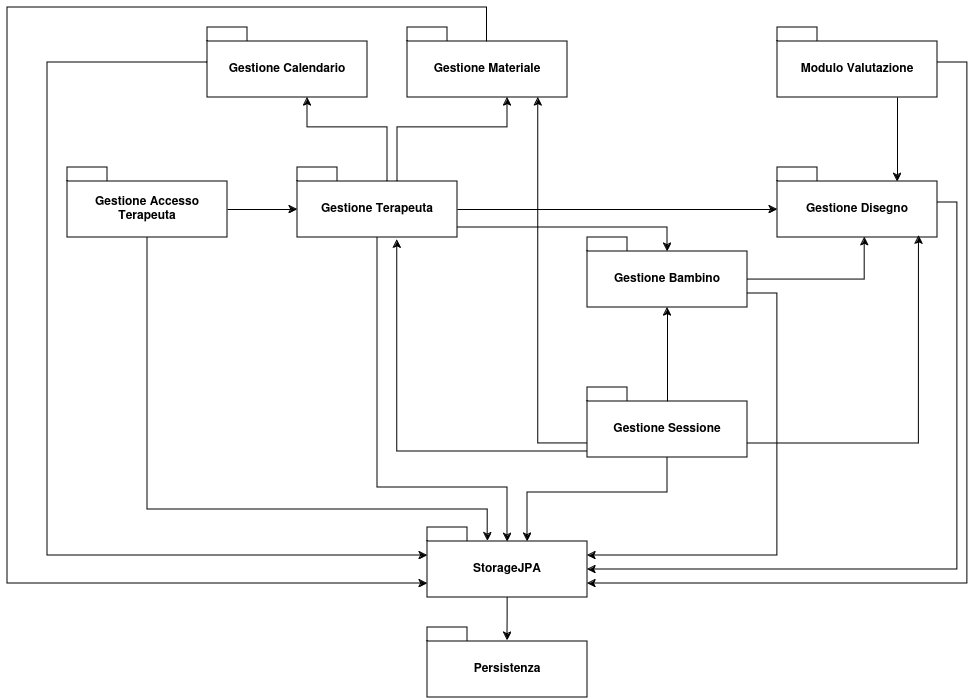 Gestione Calendario
Gestione Materiale
Modulo Valutazione
Gestione Accesso
Terapeuta
Gestione Terapeuta
Gestione Disegno
Gestione Bambino
Gestione Sessione
StorageJPA
Persistenza